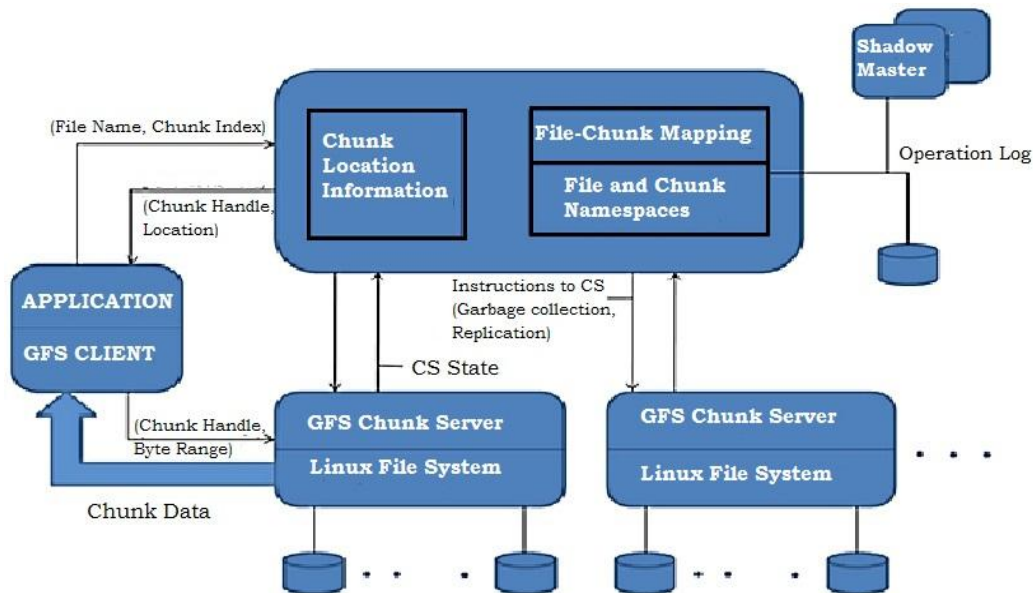 Shadow
Master
(File Name, Chunk Index)
Chunk
Location
Information
File-Chunk Mapping
File and Chunk
Namespaces
Operation Log
(Chunk Handle,
Location)
APPLICATION
GFS CLIENT
Instructions to CS
(Garbage collection,
Replication)
CS State
(Chunk Handle,
Byte Range)
GFS Chunk Server
Linux File System
GFS Chunk Server
Linux File System
Chunk Data